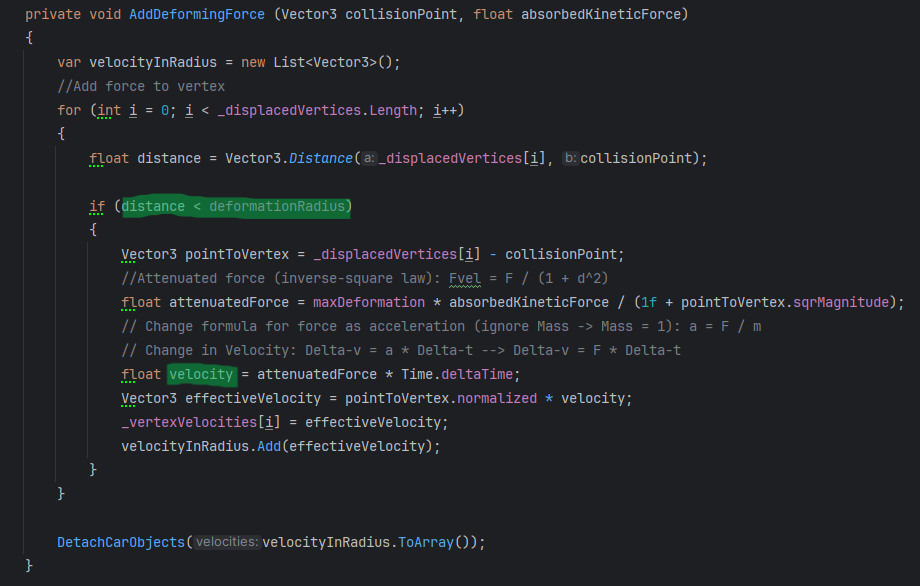 private void AddDeformingForce (Vector3 collisionPoint, float absorbedKineticForce)
{
var velocityInRadius = new List<Vector3>();
//Add force to vertex
for (int i = 0; i < _displacedVertices.Length; i++)
{
float distance = Vector3.Distance(a: _displacedVertices[i], b: collisionPoint);
if (distance < deformationRadius)
{
Vector3 pointToVertex = _displacedVertices[i] - collisionPoint;
//Attenuated force (inverse-square law): Fvel = F / (1 + d^2)
float attenuatedForce = maxDeformation * absorbedKineticForce / (1f + pointToVertex.sqrMagnitude);
// Change formula for force as acceleration (ignore Mass -> Mass = 1): a = F / m
// Change in Velocity: Delta-v = a * Delta-t --> Delta-v = F * Delta-t
float velocity = attenuatedForce * Time.deltaTime;
Vector3 effectiveVelocity = pointToVertex.normalized * velocity;
_vertexVelocities[i] = effectiveVelocity;
velocityInRadius.Add(effectiveVelocity);
}
}
DetachCarObjects(velocities: velocityInRadius.ToArray());
}